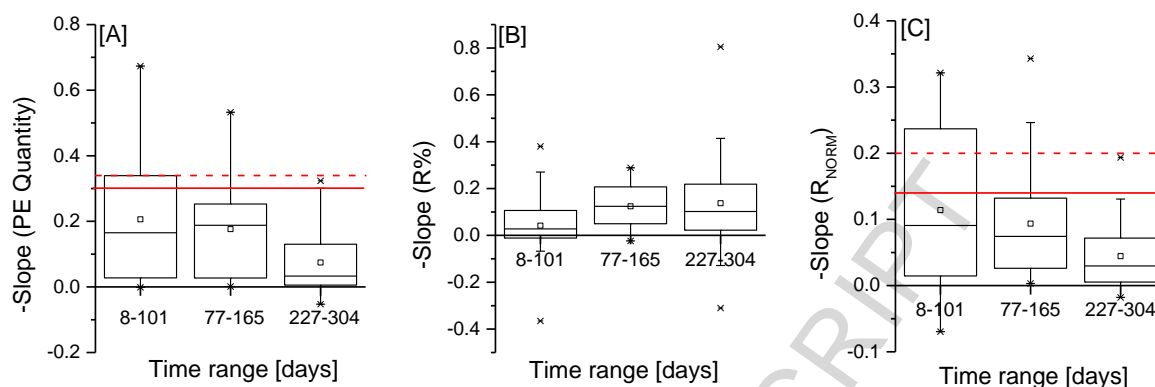 [A]
-Slope (PE Quantity)
0.8
0.6
0.4
0.2
0.0
-0.2
8-101 77-165 227-304
Time range [days]
[B]
-Slope (R%)
0.8
0.6
0.4
0.2
0.0
-0.2
-0.4
8-101 77-165 227-304
Time range [days]
[C]
-Slope (RNORM)
0.4
0.3
0.2
0.1
0.0
-0.1
8-101 77-165 227-304
Time range [days]
SCRIPT